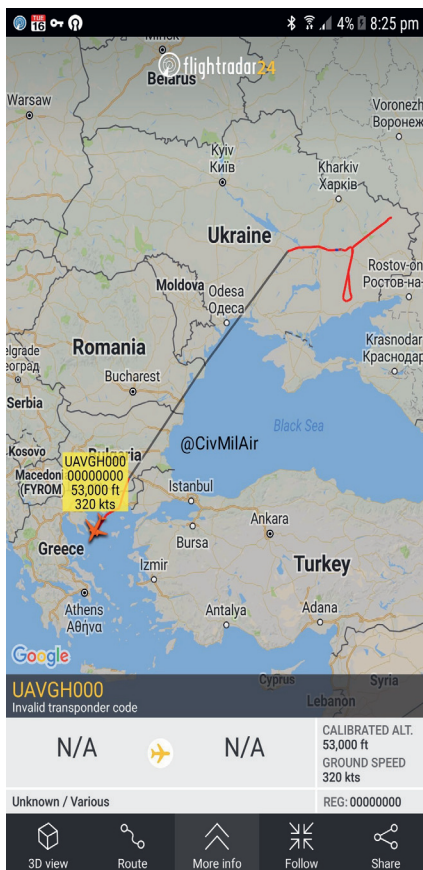 TUE
16
4% 8:25 pm
flightradar24
Belarus
Warsaw
Voronezh
Воронеж
Kyiv
Київ
Kharkiv
Харків
Ukraine
Rostov-on
Ростов-на-
Moldova
Odesa
Одеса
Krasnodar
Краснодар
Romania
Bucharest
Serbia
Black Sea
@CivMilAir
Kosovo
Bulgaria
UAVGH000
00000000
53,000 ft
320 kts
Macedoni
(FYROM)
Istanbul
Ankara
Bursa
Greece
Izmir
Turkey
Athens
Αθήνα
Antalya
Adana
Google
Cyprus
Syria
Lebanon
UAVGH000
Invalid transponder code
N/A
N/A
CALIBRATED ALT.
53,000 ft
GROUND SPEED
320 kts
Unknown / Various
REG: 00000000
3D view
Route
More info
Follow
Share